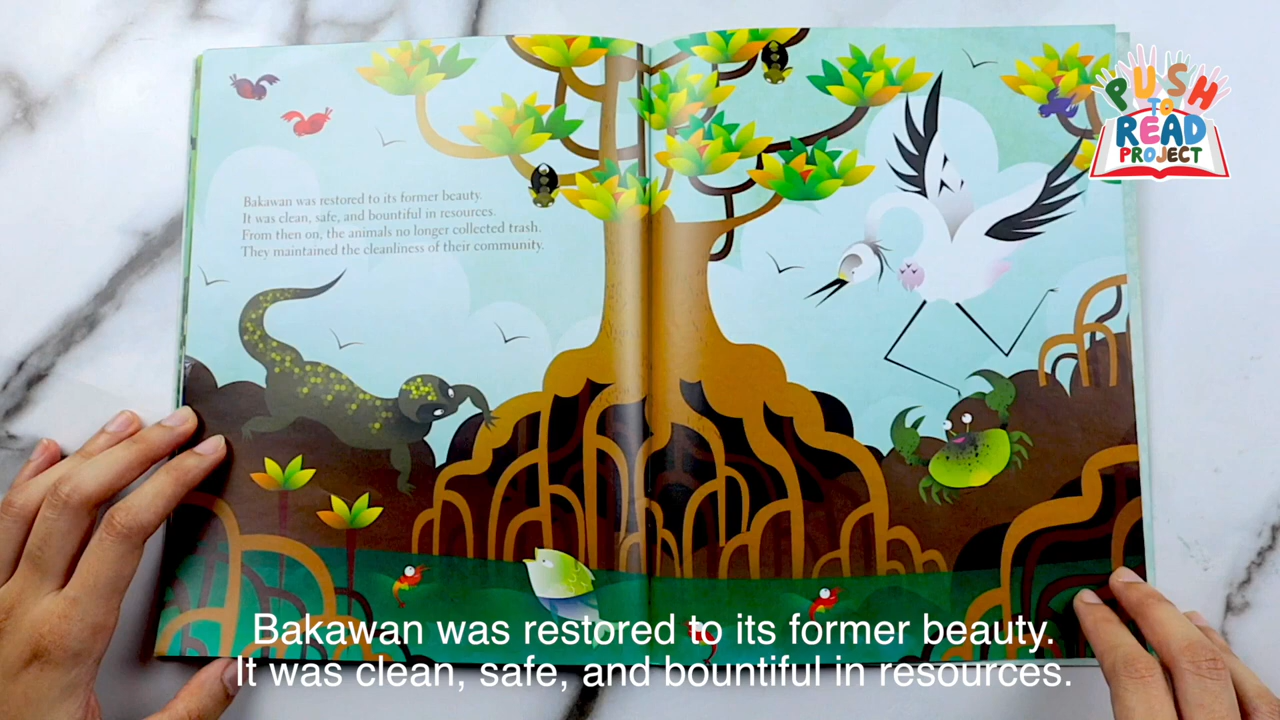 PUSH
TO
READ
PROJECT
Bakawan was restored to its former beauty.
It was clean, safe, and bountiful in resources.
From then on, the animals no longer collected trash.
They maintained the cleanliness of their community.
Bakawan was restored to its former beauty.
It was clean, safe, and bountiful in resources.